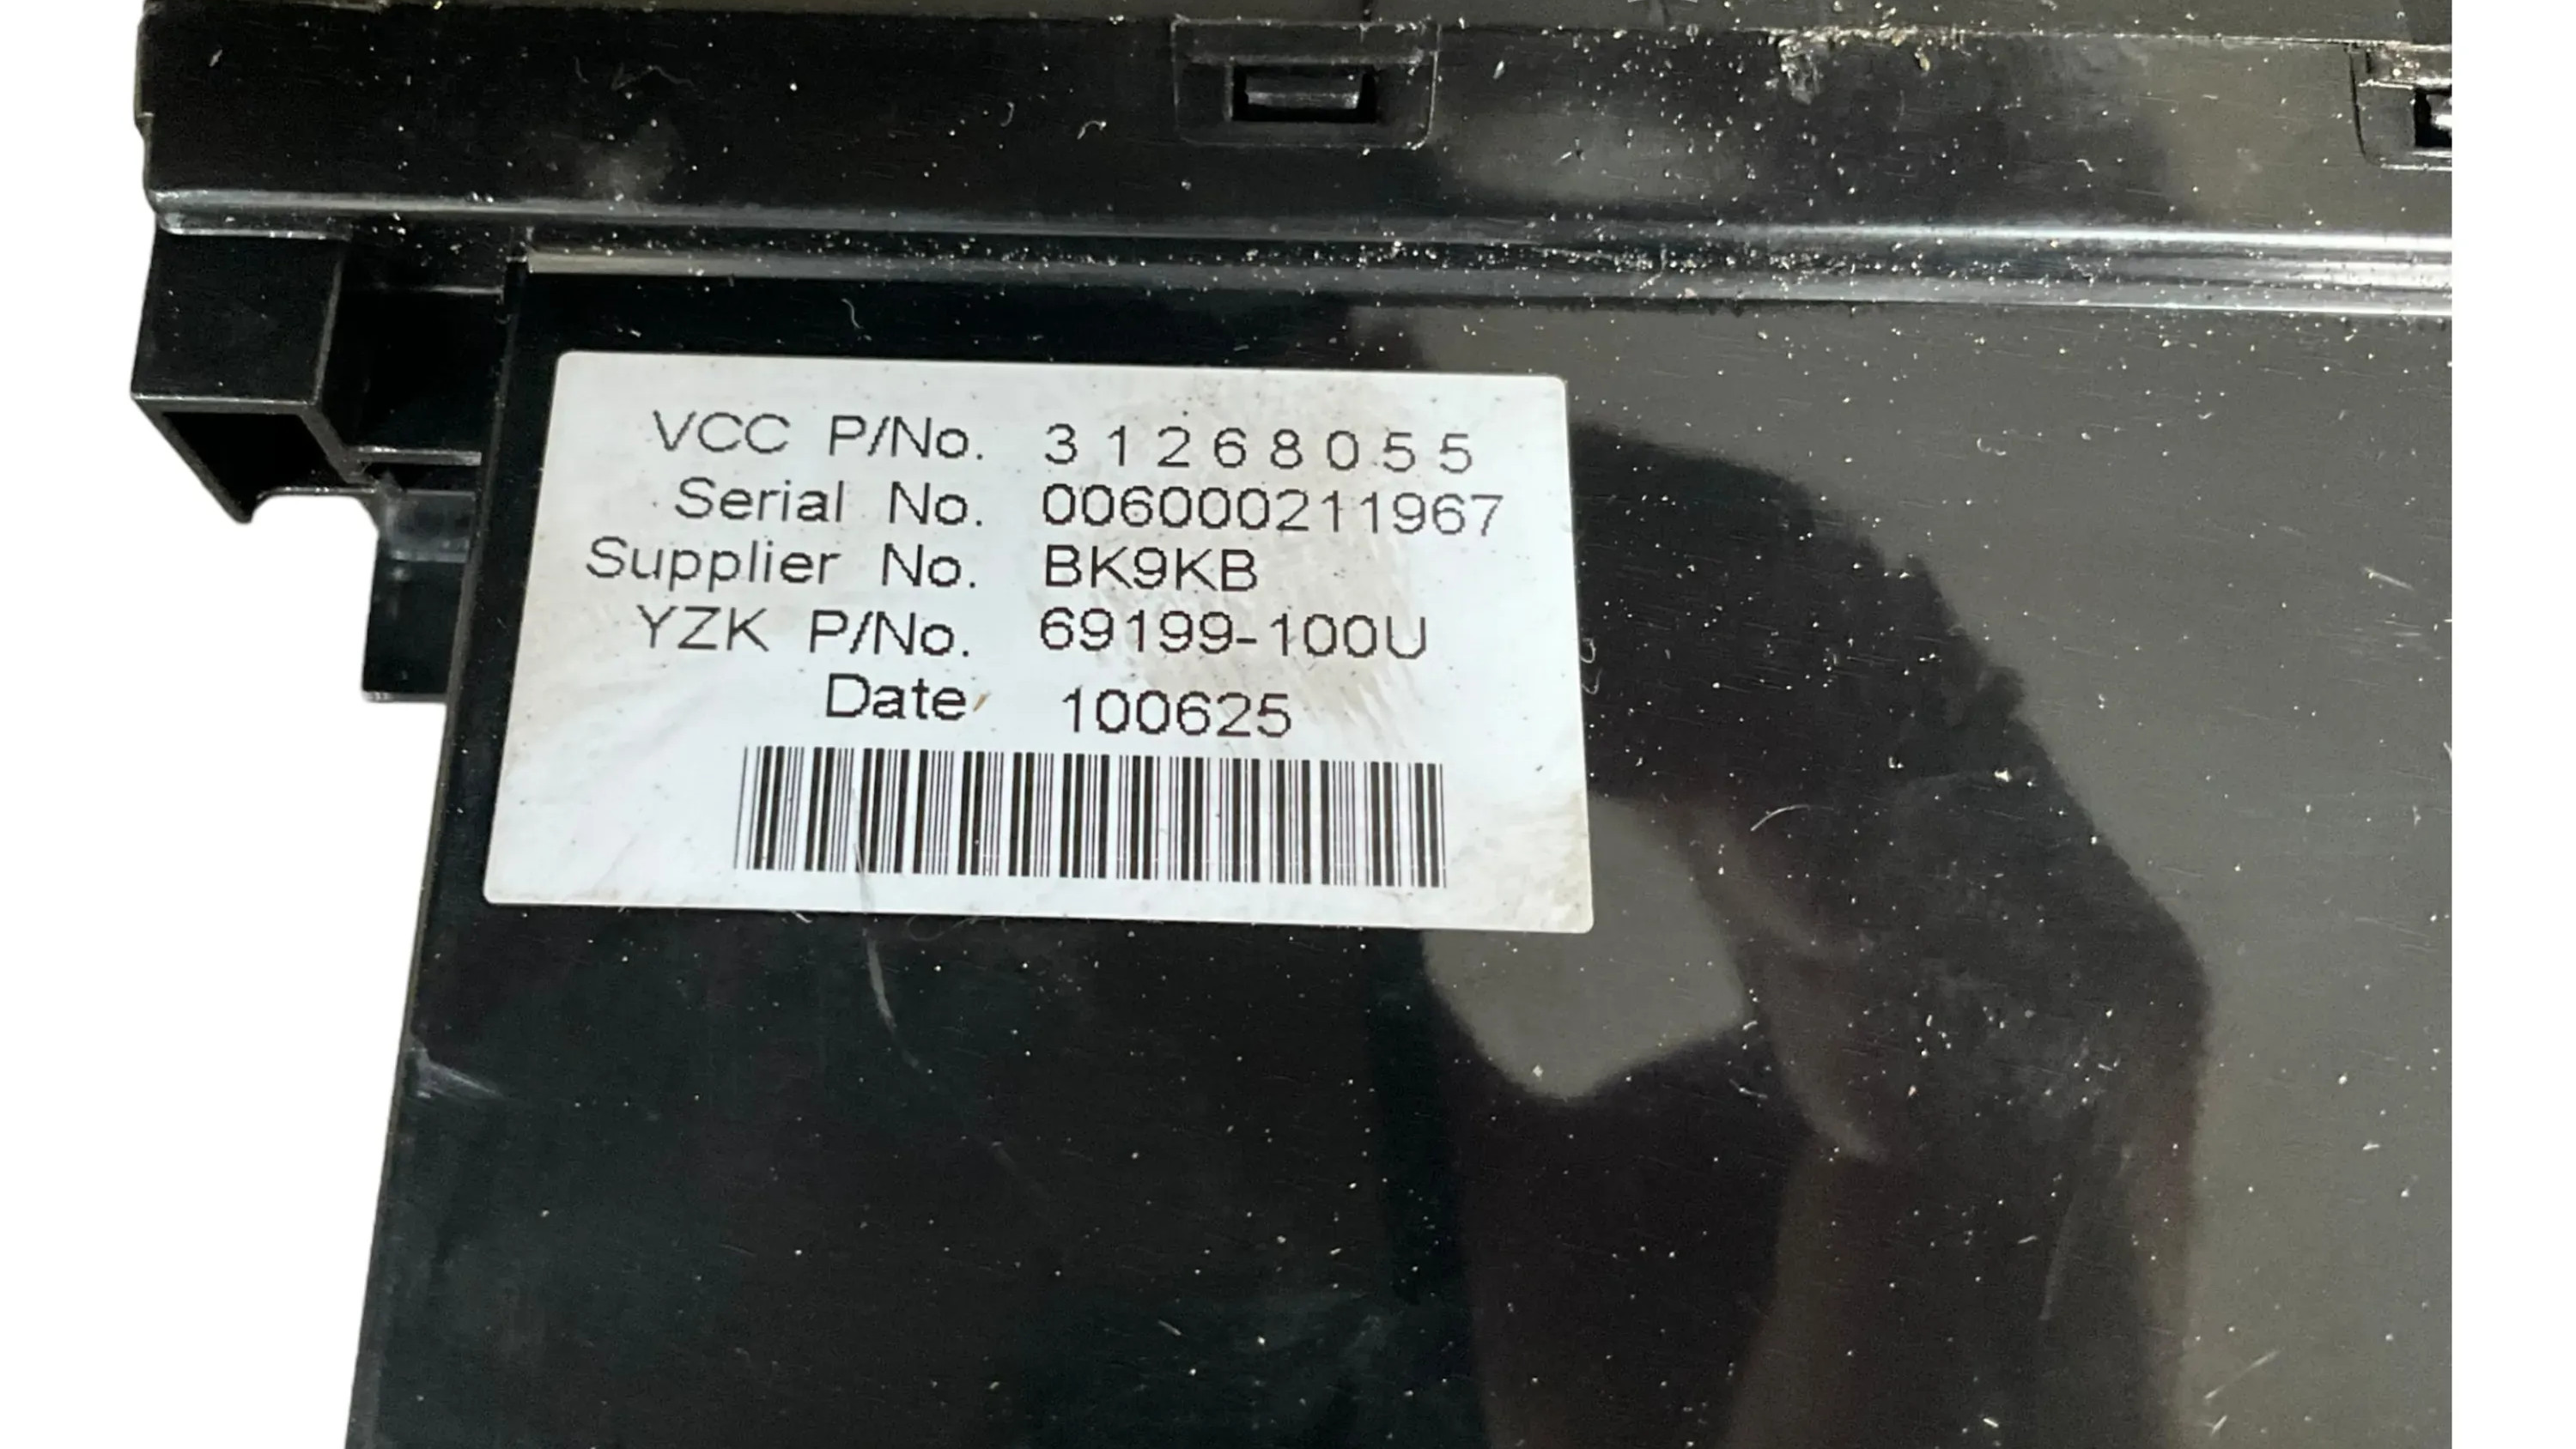 VCC P/No. 31268055
Serial No. 006000211967
Supplier No. BK9KB
YZK P/No. 69199-100U
Date 100625